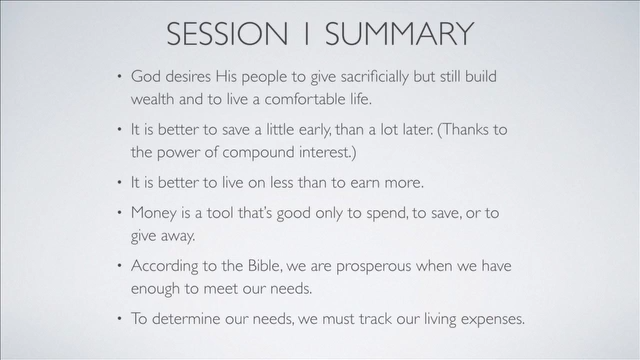 SESSION 1 SUMMARY
• God desires His people to give sacrificially but still build
wealth and to live a comfortable life.
• It is better to save a little early, than a lot later. (Thanks to
the power of compound interest.)
• It is better to live on less than to earn more.
• Money is a tool that's good only to spend, to save, or to
give away.
• According to the Bible, we are prosperous when we have
enough to meet our needs.
• To determine our needs, we must track our living expenses.